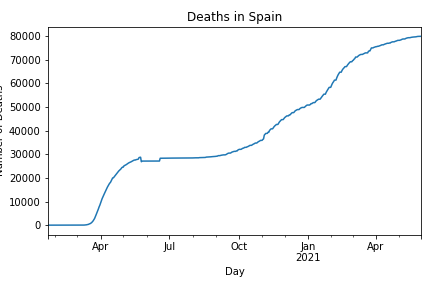 Deaths in Spain
80000
70000
60000
50000
40000
30000
20000
10000
0
Number of Deaths
Apr
Jul
Oct
Jan
2021
Apr
Day